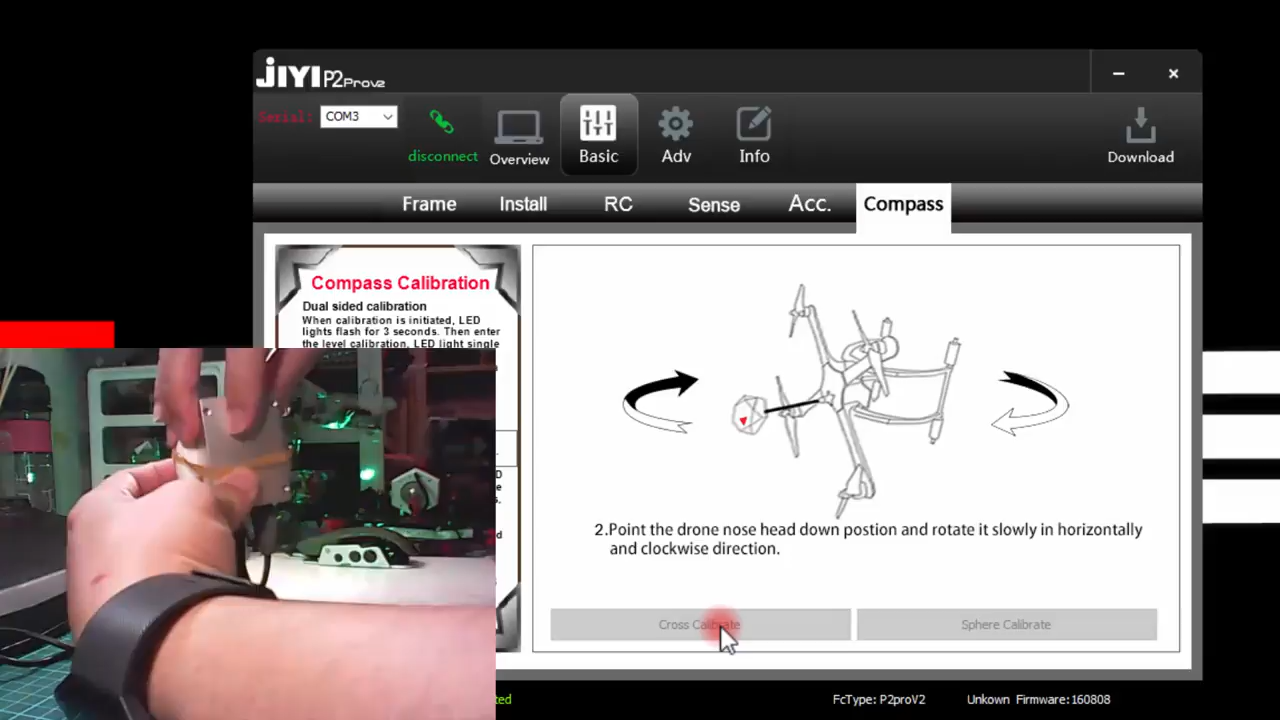 JIYI P2Prov2
Serial: COM3
disconnect
Overview
Basic
Adv
Info
Download
Frame
Install
RC
Sense
Acc.
Compass
Compass Calibration
Dual sided calibration
When calibration is initiated, LED
lights flash for 3 seconds. Then enter
the level calibration, LED light single
2.Point the drone nose head down postion and rotate it slowly in horizontally
and clockwise direction.
Cross Calibrate
Sphere Calibrate
FcType: P2proV2
Unkown Firmware:160808